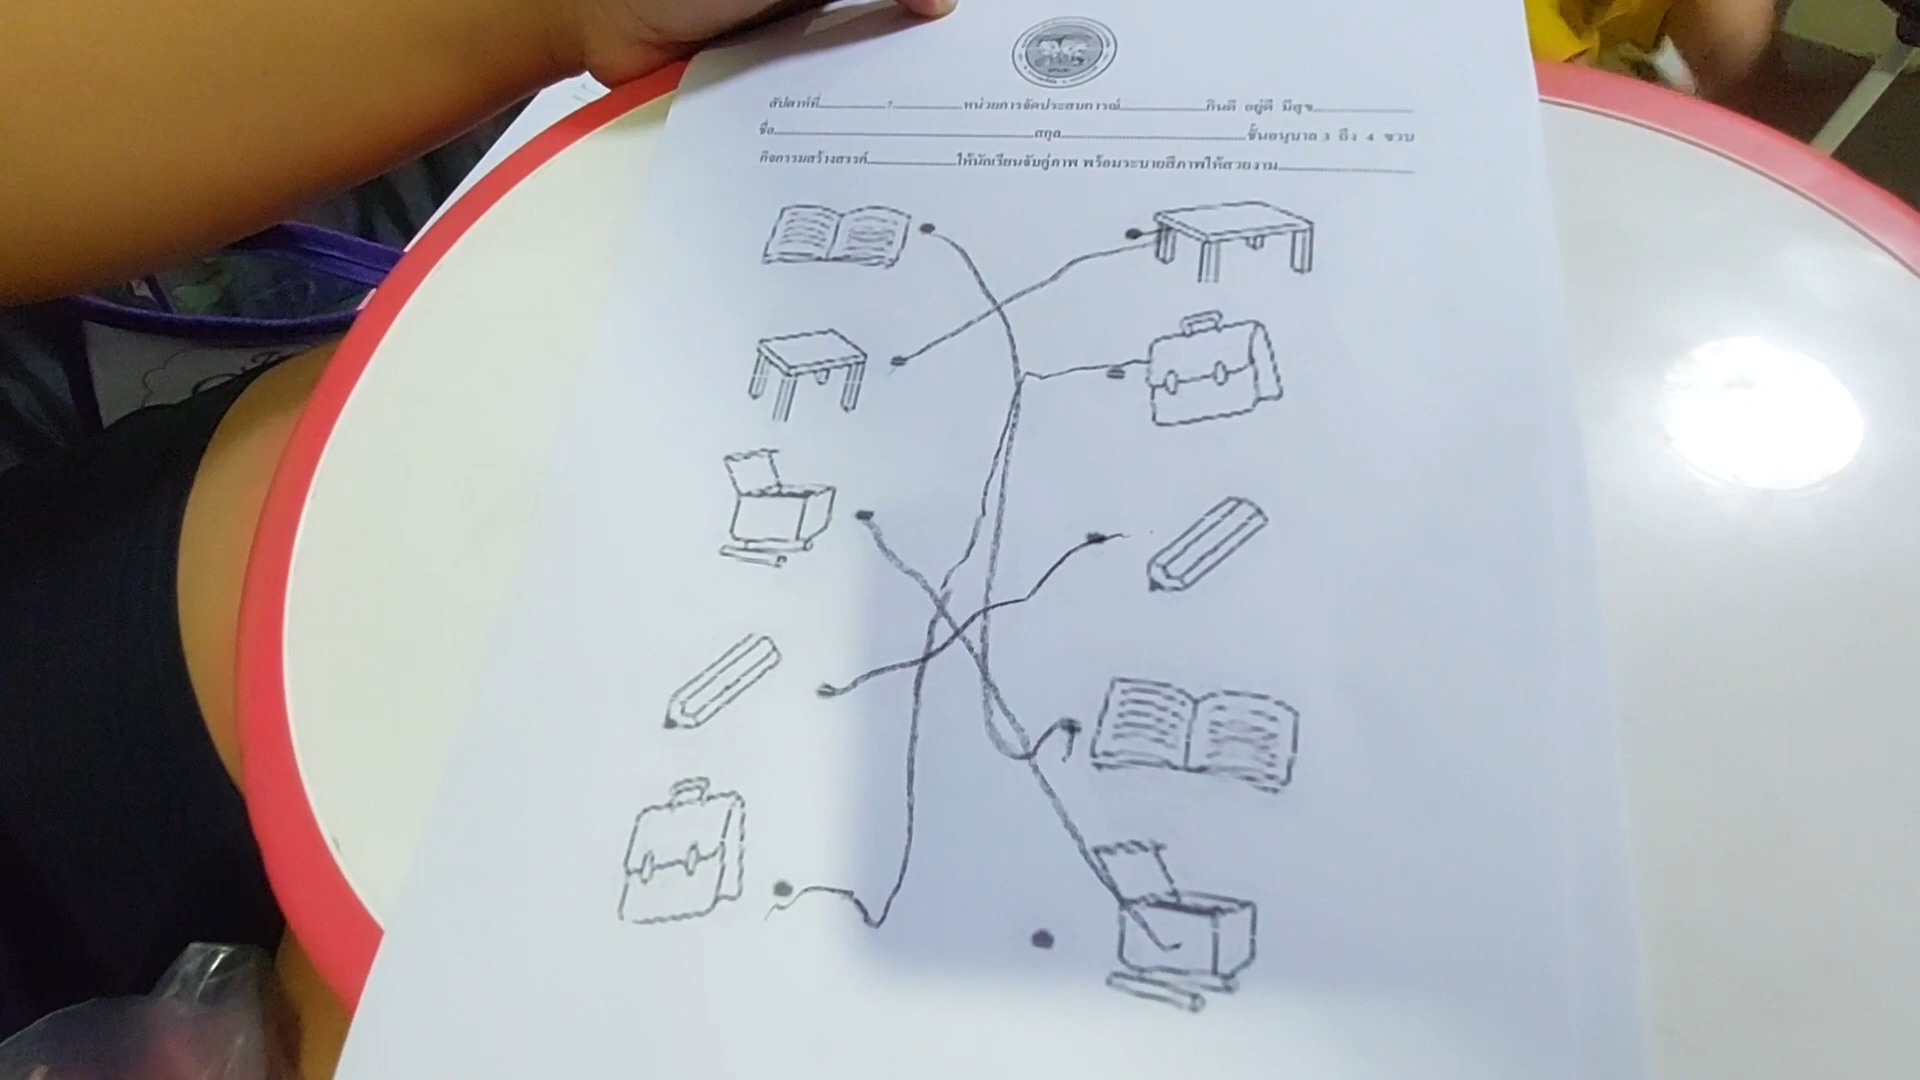 สัปดาห์ที่....................7....................หน่วยการจัดประสบการณ์....................กินดี อยู่ดี มีสุข....................
ชื่อ........................................สกุล........................................ชั้นอนุบาล 3 ถึง 4 ขวบ
กิจกรรมสร้างสรรค์....................ให้นักเรียนจับคู่ภาพ พร้อมระบายสีภาพให้สวยงาม....................